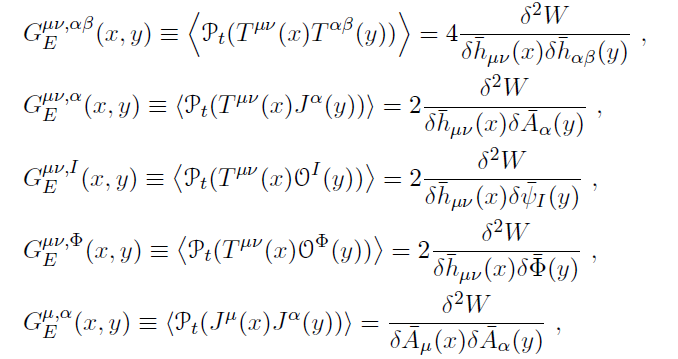 $G_E^{\mu\nu,\alpha\beta}(x,y) \equiv \left\langle \mathcal{P}_t(T^{\mu\nu}(x)T^{\alpha\beta}(y)) \right\rangle = 4\frac{\delta^2 W}{\delta\bar{h}_{\mu\nu}(x)\delta\bar{h}_{\alpha\beta}(y)} \ ,$
$G_E^{\mu\nu,\alpha}(x,y) \equiv \langle \mathcal{P}_t(T^{\mu\nu}(x)J^{\alpha}(y)) \rangle = 2\frac{\delta^2 W}{\delta\bar{h}_{\mu\nu}(x)\delta\bar{A}_{\alpha}(y)} \ ,$
$G_E^{\mu\nu,I}(x,y) \equiv \left\langle \mathcal{P}_t(T^{\mu\nu}(x)\mathcal{O}^{I}(y)) \right\rangle = 2\frac{\delta^2 W}{\delta\bar{h}_{\mu\nu}(x)\delta\bar{\psi}_{I}(y)} \ ,$
$G_E^{\mu\nu,\Phi}(x,y) \equiv \left\langle \mathcal{P}_t(T^{\mu\nu}(x)\mathcal{O}^{\Phi}(y)) \right\rangle = 2\frac{\delta^2 W}{\delta\bar{h}_{\mu\nu}(x)\delta\bar{\Phi}(y)} \ ,$
$G_E^{\mu,\alpha}(x,y) \equiv \langle \mathcal{P}_t(J^{\mu}(x)J^{\alpha}(y)) \rangle = \frac{\delta^2 W}{\delta\bar{A}_{\mu}(x)\delta\bar{A}_{\alpha}(y)} \ ,$